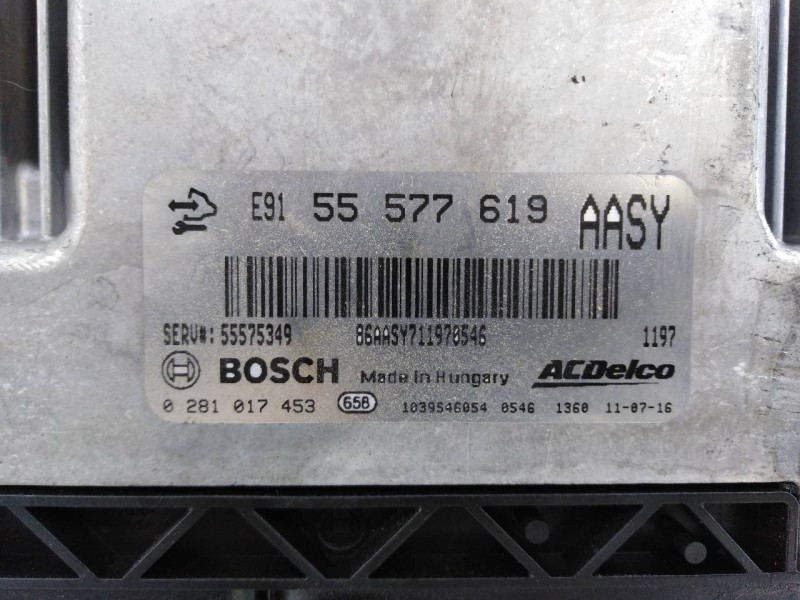 E91 55 577 619 AASY
SERV#: 55575349 86AASY711970546 1197
BOSCH Made in Hungary ACDelco
0 281 017 453 658 1039S46054 0546 1360 11-07-16